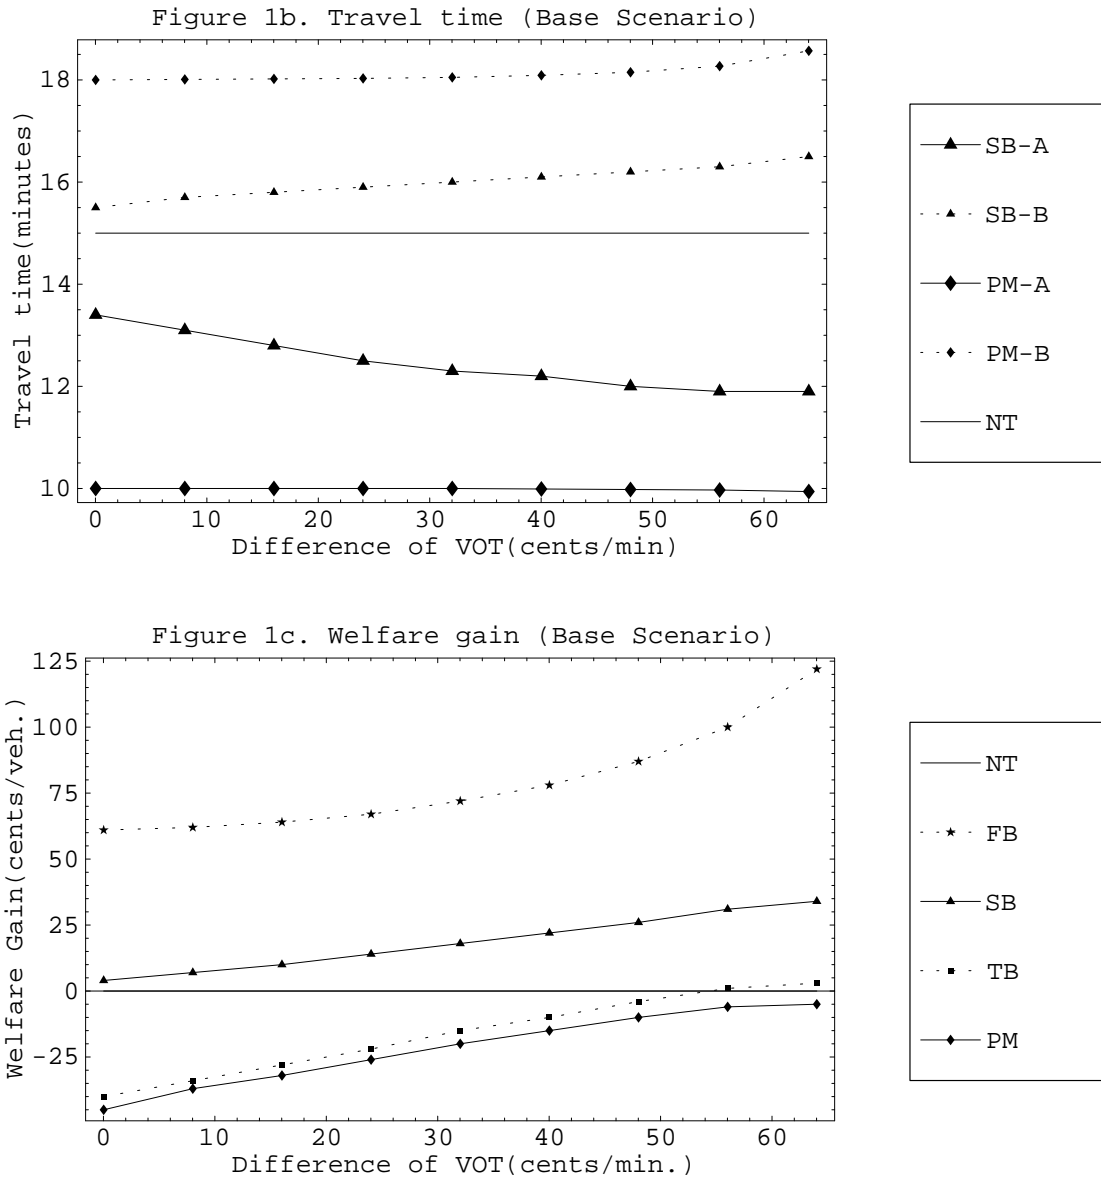 Figure 1b. Travel time (Base Scenario)
Travel time(minutes)
18
16
14
12
10
0 10 20 30 40 50 60
Difference of VOT(cents/min)
SB-A
SB-B
PM-A
PM-B
NT
Figure 1c. Welfare gain (Base Scenario)
Welfare Gain(cents/veh.)
125
100
75
50
25
0
-25
0 10 20 30 40 50 60
Difference of VOT(cents/min.)
NT
FB
SB
TB
PM